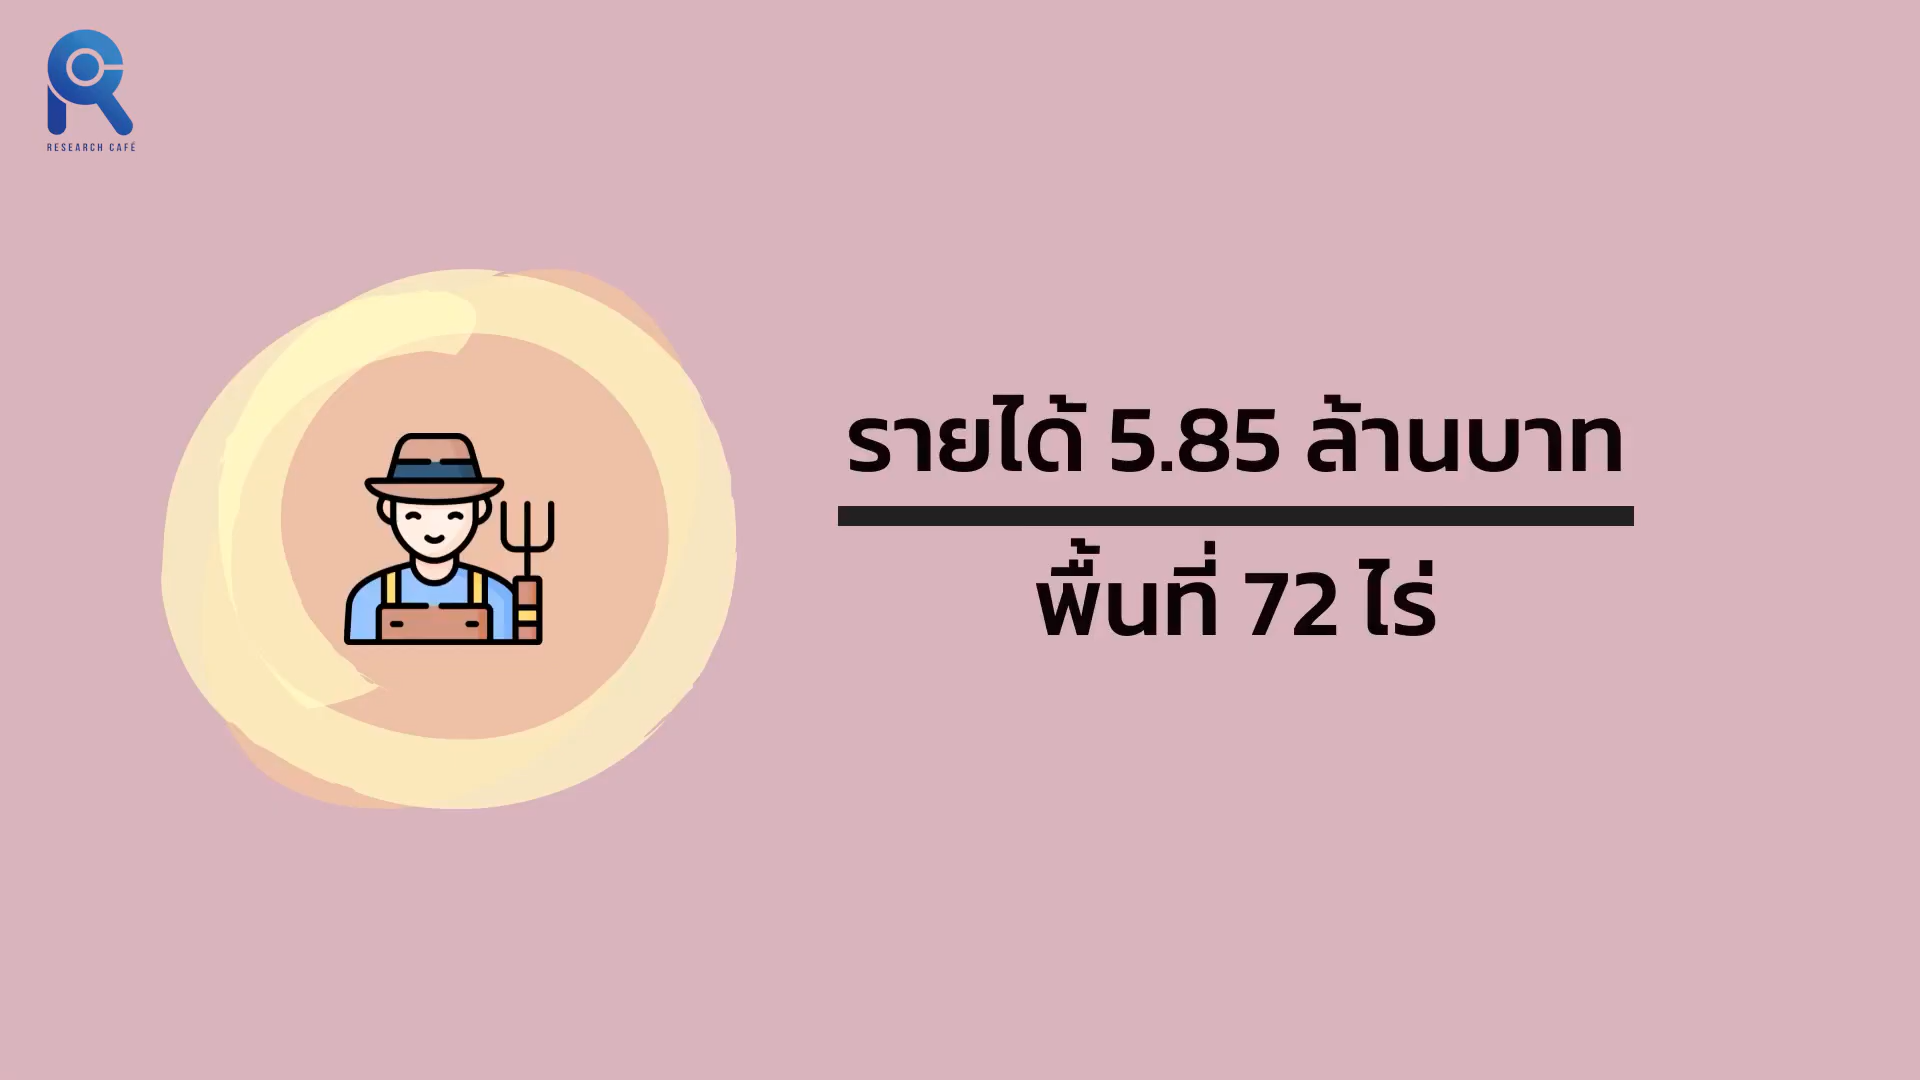 RESEARCH CAFÉ
รายได้ 5.85 ล้านบาท
พื้นที่ 72 ไร่